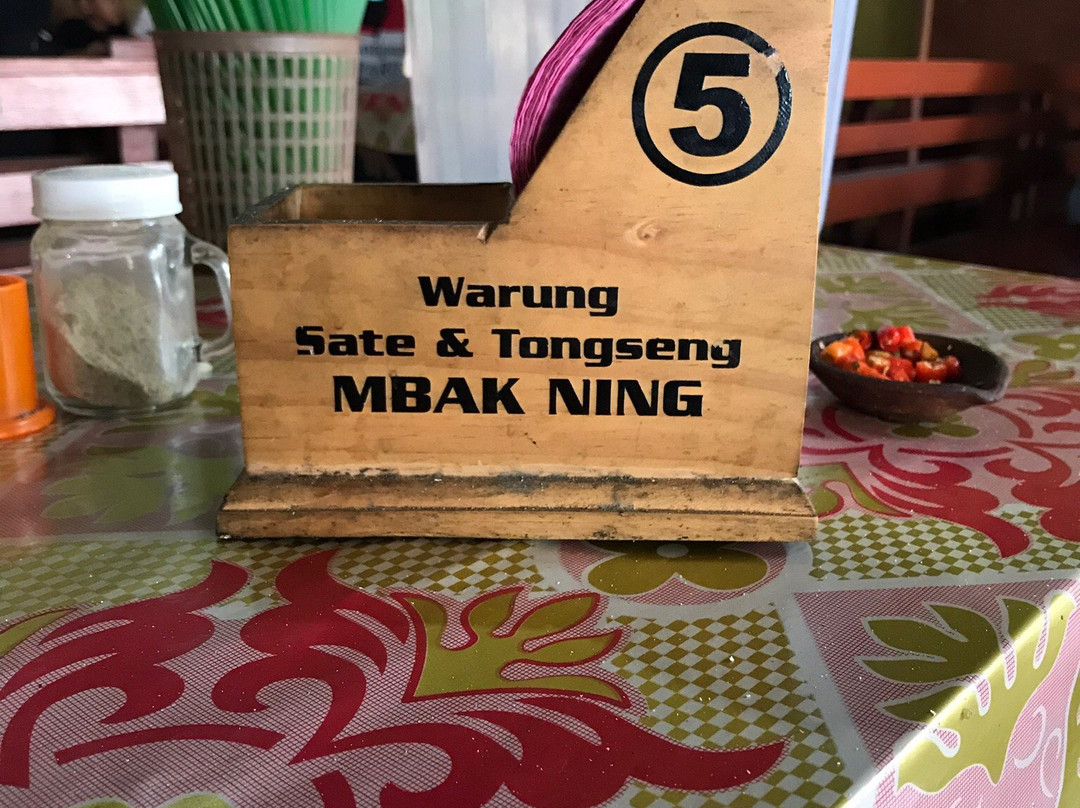 5
Warung
Sate & Tongseng
MBAK NING